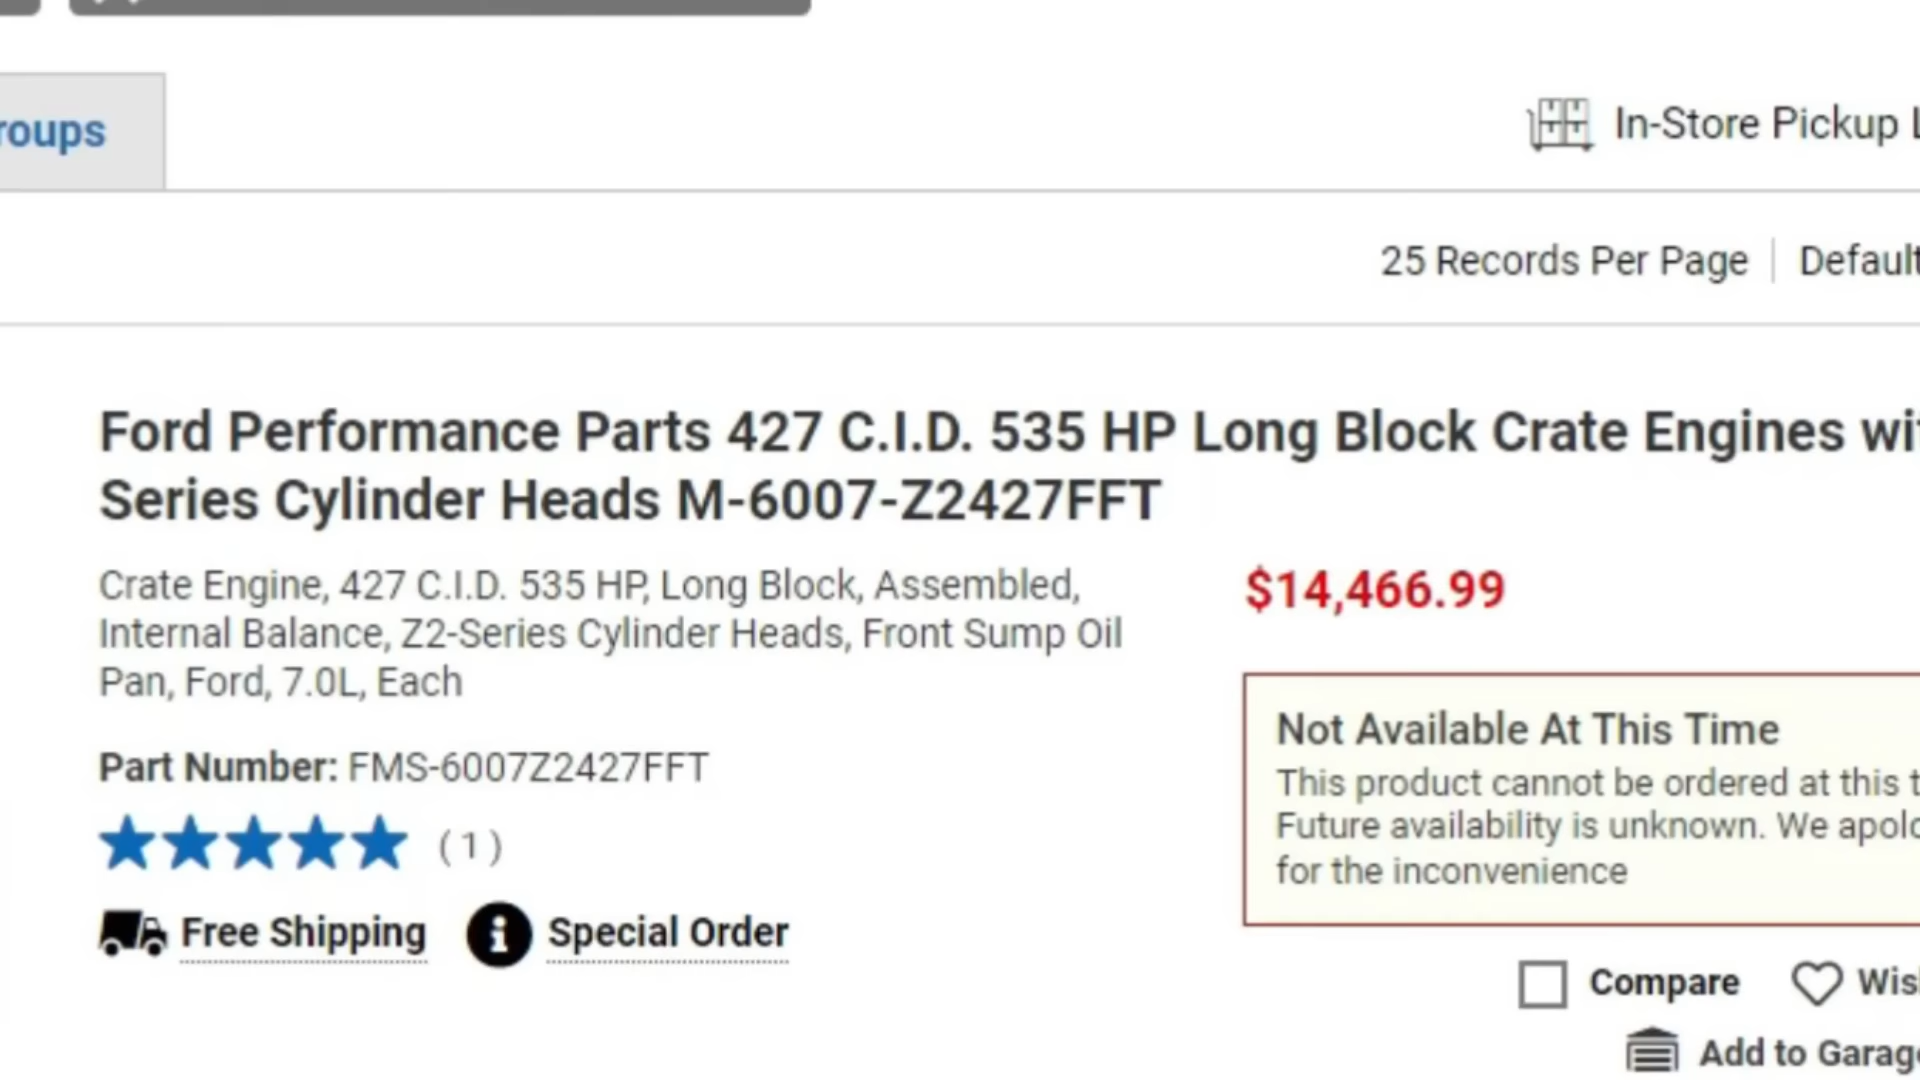 roups
In-Store Pickup
25 Records Per Page
Default
Ford Performance Parts 427 C.I.D. 535 HP Long Block Crate Engines
Series Cylinder Heads M-6007-Z2427FFT
Crate Engine, 427 C.I.D. 535 HP, Long Block, Assembled,
Internal Balance, Z2-Series Cylinder Heads, Front Sump Oil
Pan, Ford, 7.0L, Each
$14,466.99
Part Number: FMS-6007Z2427FFT
(1)
Free Shipping
Special Order
Not Available At This Time
This product cannot be ordered at this
Future availability is unknown. We
for the inconvenience
Compare
Add to